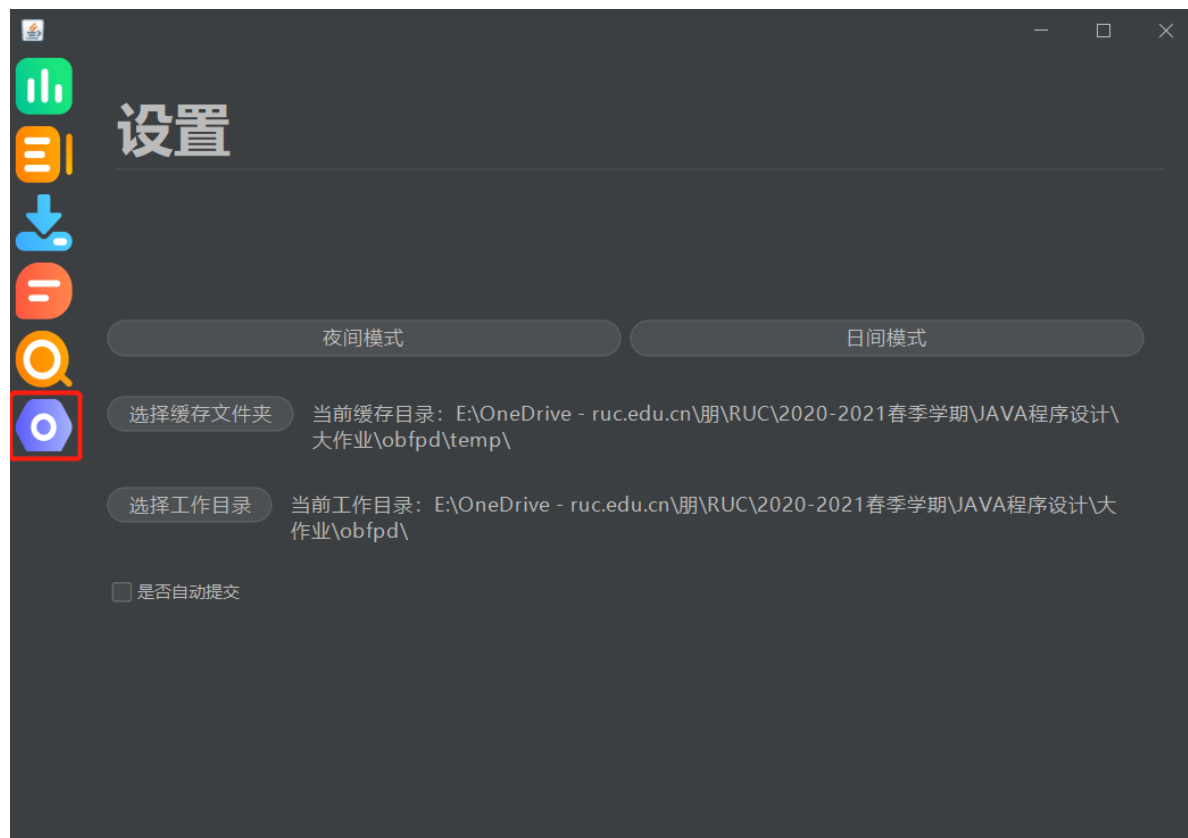 设置
夜间模式
日间模式
选择缓存文件夹
当前缓存目录：E:\OneDrive - ruc.edu.cn\朋\RUC\2020-2021春季学期\JAVA程序设计\
大作业\obfpd\temp\
选择工作目录
当前工作目录：E:\OneDrive - ruc.edu.cn\朋\RUC\2020-2021春季学期\JAVA程序设计\大
作业\obfpd\
是否自动提交